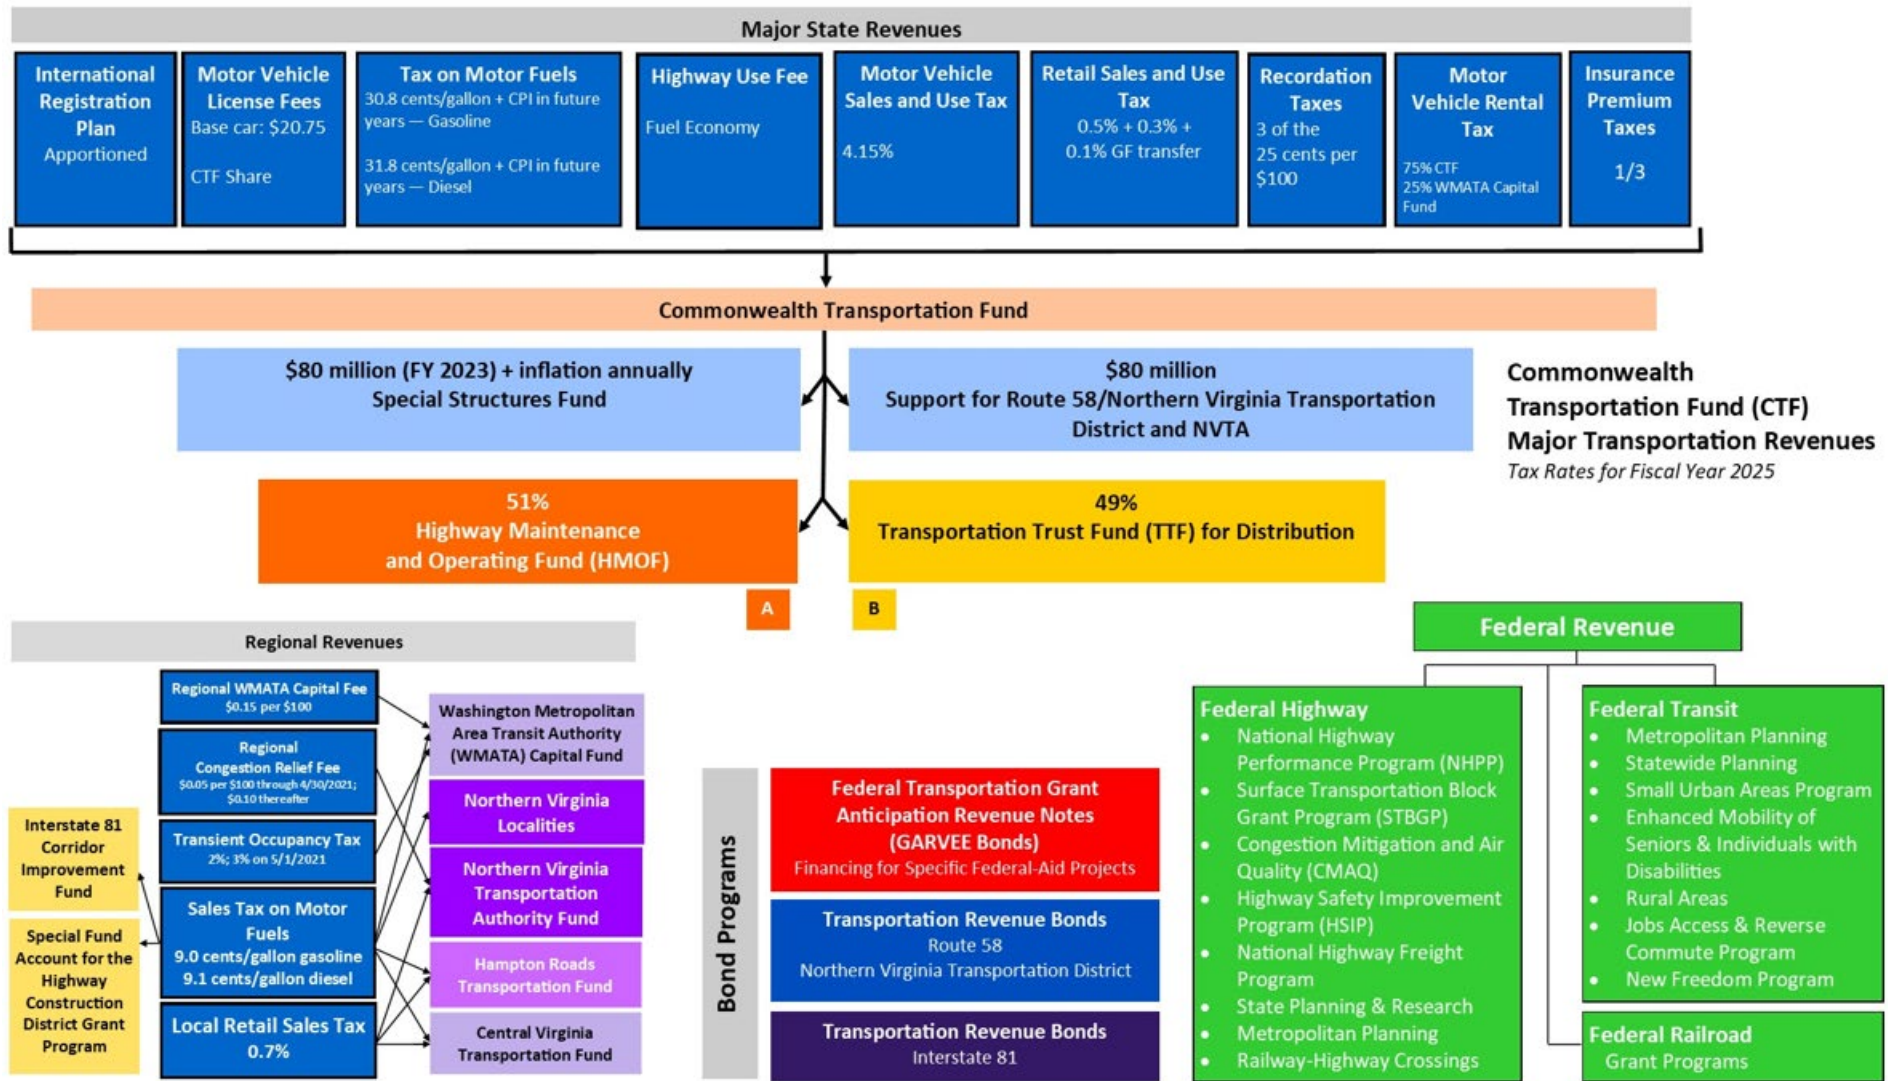 Major State Revenues
International
Registration
Plan
Apportioned
Motor Vehicle
License Fees
Base car: $20.75
CTF Share
Tax on Motor Fuels
30.8 cents/gallon + CPI in future
years — Gasoline
31.8 cents/gallon + CPI in future
years — Diesel
Highway Use Fee
Fuel Economy
Motor Vehicle
Sales and Use Tax
4.15%
Retail Sales and Use
Tax
0.5% + 0.3% +
0.1% GF transfer
Recordation
Taxes
3 of the
25 cents per
$100
Motor
Vehicle Rental
Tax
75% CTF
25% WMATA Capital
Fund
Insurance
Premium
Taxes
1/3
Commonwealth Transportation Fund
$80 million (FY 2023) + inflation annually
Special Structures Fund
$80 million
Support for Route 58/Northern Virginia Transportation
District and NVTA
Commonwealth
Transportation Fund (CTF)
Major Transportation Revenues
Tax Rates for Fiscal Year 2025
51%
Highway Maintenance
and Operating Fund (HMOF)
49%
Transportation Trust Fund (TTF) for Distribution
A
B
Regional Revenues
Regional WMATA Capital Fee
$0.15 per $100
Regional
Congestion Relief Fee
$0.05 per $100 through 4/30/2021;
$0.10 thereafter
Transient Occupancy Tax
2%; 3% on 5/1/2021
Sales Tax on Motor
Fuels
9.0 cents/gallon gasoline
9.1 cents/gallon diesel
Local Retail Sales Tax
0.7%
Interstate 81
Corridor
Improvement
Fund
Special Fund
Account for the
Highway
Construction
District Grant
Program
Washington Metropolitan
Area Transit Authority
(WMATA) Capital Fund
Northern Virginia
Localities
Northern Virginia
Transportation
Authority Fund
Hampton Roads
Transportation Fund
Central Virginia
Transportation Fund
Bond Programs
Federal Transportation Grant
Anticipation Revenue Notes
(GARVEE Bonds)
Financing for Specific Federal-Aid Projects
Transportation Revenue Bonds
Route 58
Northern Virginia Transportation District
Transportation Revenue Bonds
Interstate 81
Federal Revenue
Federal Highway
• National Highway
Performance Program (NHPP)
• Surface Transportation Block
Grant Program (STBGP)
• Congestion Mitigation and Air
Quality (CMAQ)
• Highway Safety Improvement
Program (HSIP)
• National Highway Freight
Program
• State Planning & Research
• Metropolitan Planning
• Railway-Highway Crossings
Federal Transit
• Metropolitan Planning
• Statewide Planning
• Small Urban Areas Program
• Enhanced Mobility of
Seniors & Individuals with
Disabilities
• Rural Areas
• Jobs Access & Reverse
Commute Program
• New Freedom Program
Federal Railroad
Grant Programs